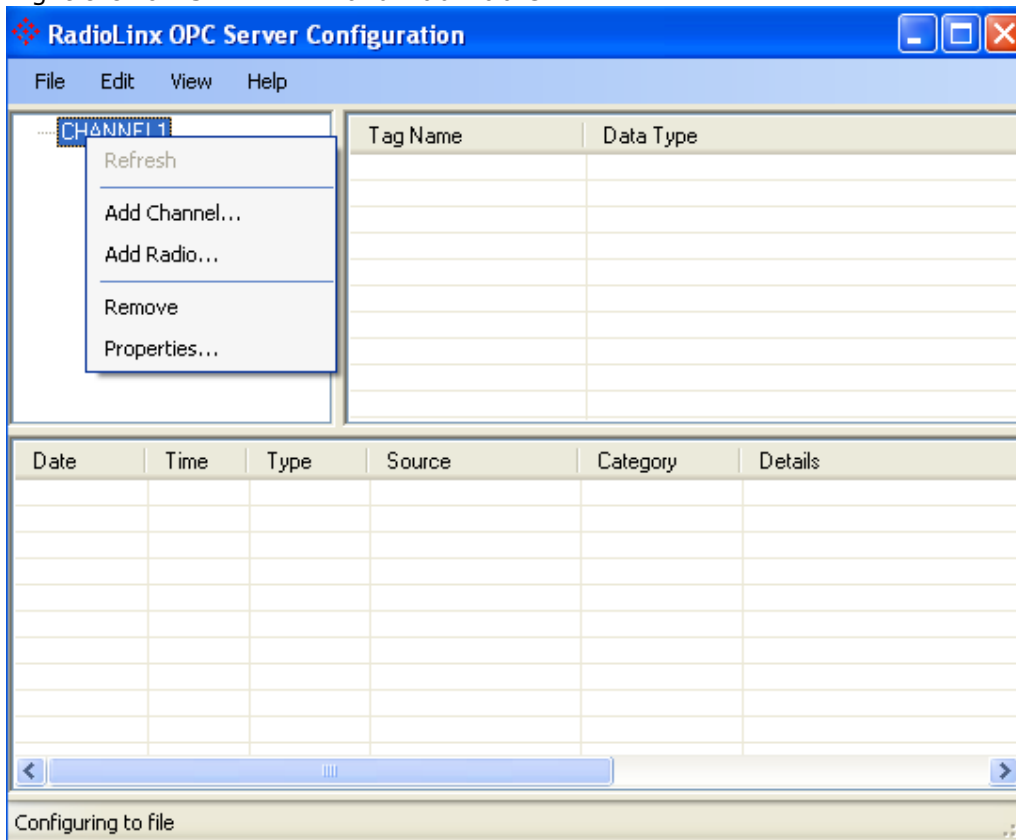 RadioLinx OPC Server Configuration
File Edit View Help
CHANNEL1
Tag Name Data Type
Refresh
Add Channel...
Add Radio...
Remove
Properties...
Date Time Type Source Category Details
Configuring to file